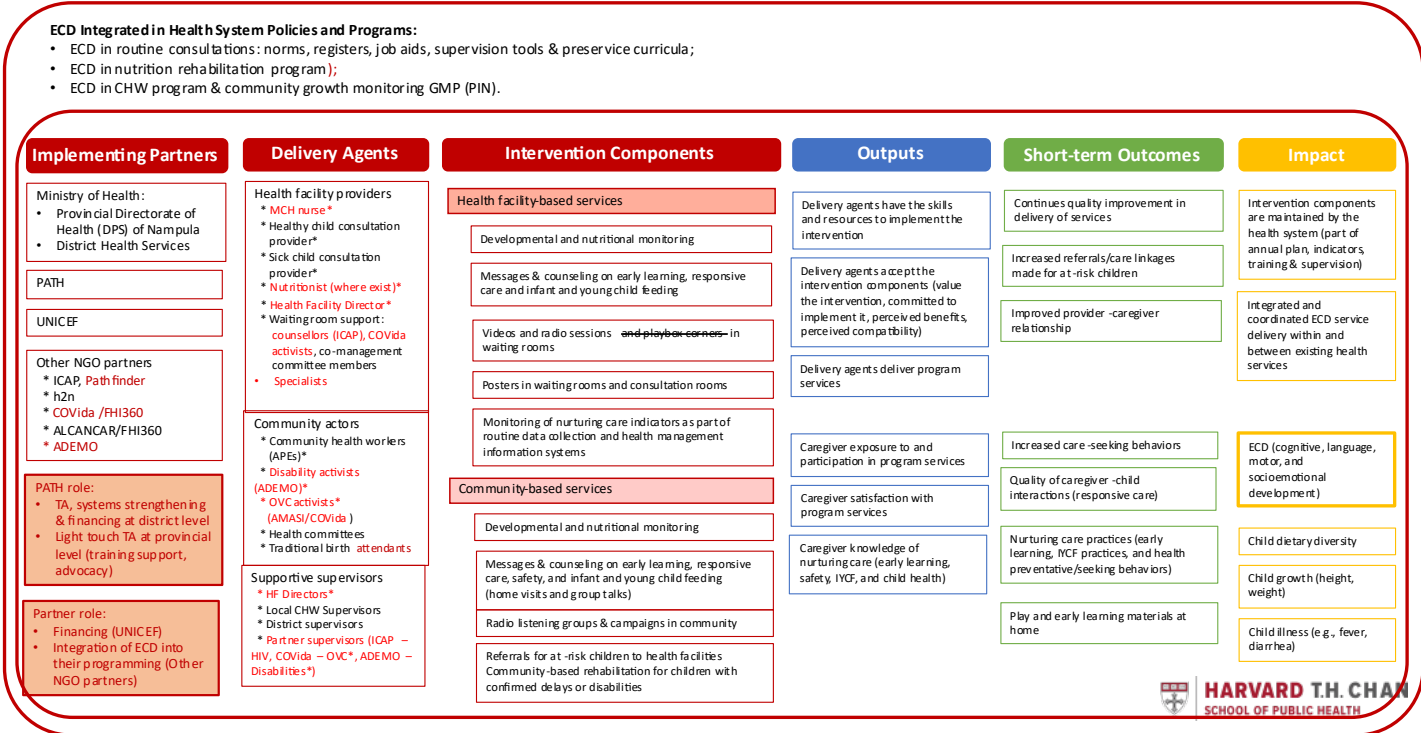 ECD Integrated in Health System Policies and Programs:
• ECD in routine consultations: norms, registers, job aids, supervision tools & preservice curricula;
• ECD in nutrition rehabilitation program);
• ECD in CHW program & community growth monitoring GMP (PIN).
Implementing Partners
Ministry of Health:
• Provincial Directorate of
Health (DPS) of Nampula
• District Health Services
PATH
UNICEF
Other NGO partners
* ICAP, Pathfinder
* h2n
* COVida /FHI360
* ALCANCAR/FHI360
* ADEMO
PATH role:
• TA, systems strengthening
& financing at district level
• Light touch TA at provincial
level (training support,
advocacy)
Partner role:
• Financing (UNICEF)
• Integration of ECD into
their programming (Other
NGO partners)
Delivery Agents
Health facility providers
* MCH nurse*
* Healthy child consultation
provider*
* Sick child consultation
provider*
* Nutritionist (where exist)*
* Health Facility Director*
* Waiting room support:
counsellors (ICAP), COVida
activists, co-management
committee members
• Specialists
Community actors
* Community health workers
(APEs)*
* Disability activists
(ADEMO)*
* OVC activists*
(AMASI/COVida )
* Health committees
* Traditional birth attendants
Supportive supervisors
* HF Directors*
* Local CHW Supervisors
* District supervisors
* Partner supervisors (ICAP –
HIV, COVida – OVC*, ADEMO –
Disabilities*)
Intervention Components
Health facility-based services
Developmental and nutritional monitoring
Messages & counseling on early learning, responsive
care and infant and young child feeding
Videos and radio sessions and playbox corners in
waiting rooms
Posters in waiting rooms and consultation rooms
Monitoring of nurturing care indicators as part of
routine data collection and health management
information systems
Community-based services
Developmental and nutritional monitoring
Messages & counseling on early learning, responsive
care, safety, and infant and young child feeding
(home visits and group talks)
Radio listening groups & campaigns in community
Referrals for at -risk children to health facilities
Community-based rehabilitation for children with
confirmed delays or disabilities
Outputs
Delivery agents have the skills
and resources to implement the
intervention
Delivery agents accept the
intervention components (value
the intervention, committed to
implement it, perceived benefits,
perceived compatibility)
Delivery agents deliver program
services
Caregiver exposure to and
participation in program services
Caregiver satisfaction with
program services
Caregiver knowledge of
nurturing care (early learning,
safety, IYCF, and child health)
Short-term Outcomes
Continues quality improvement in
delivery of services
Increased referrals/care linkages
made for at -risk children
Improved provider -caregiver
relationship
Increased care -seeking behaviors
Quality of caregiver -child
interactions (responsive care)
Nurturing care practices (early
learning, IYCF practices, and health
preventative/seeking behaviors)
Play and early learning materials at
home
Impact
Intervention components
are maintained by the
health system (part of
annual plan, indicators,
training & supervision)
Integrated and
coordinated ECD service
delivery within and
between existing health
services
ECD (cognitive, language,
motor, and
socioemotional
development)
Child dietary diversity
Child growth (height,
weight)
Child illness (e.g., fever,
diarrhea)
HARVARD T.H. CHAN
SCHOOL OF PUBLIC HEALTH